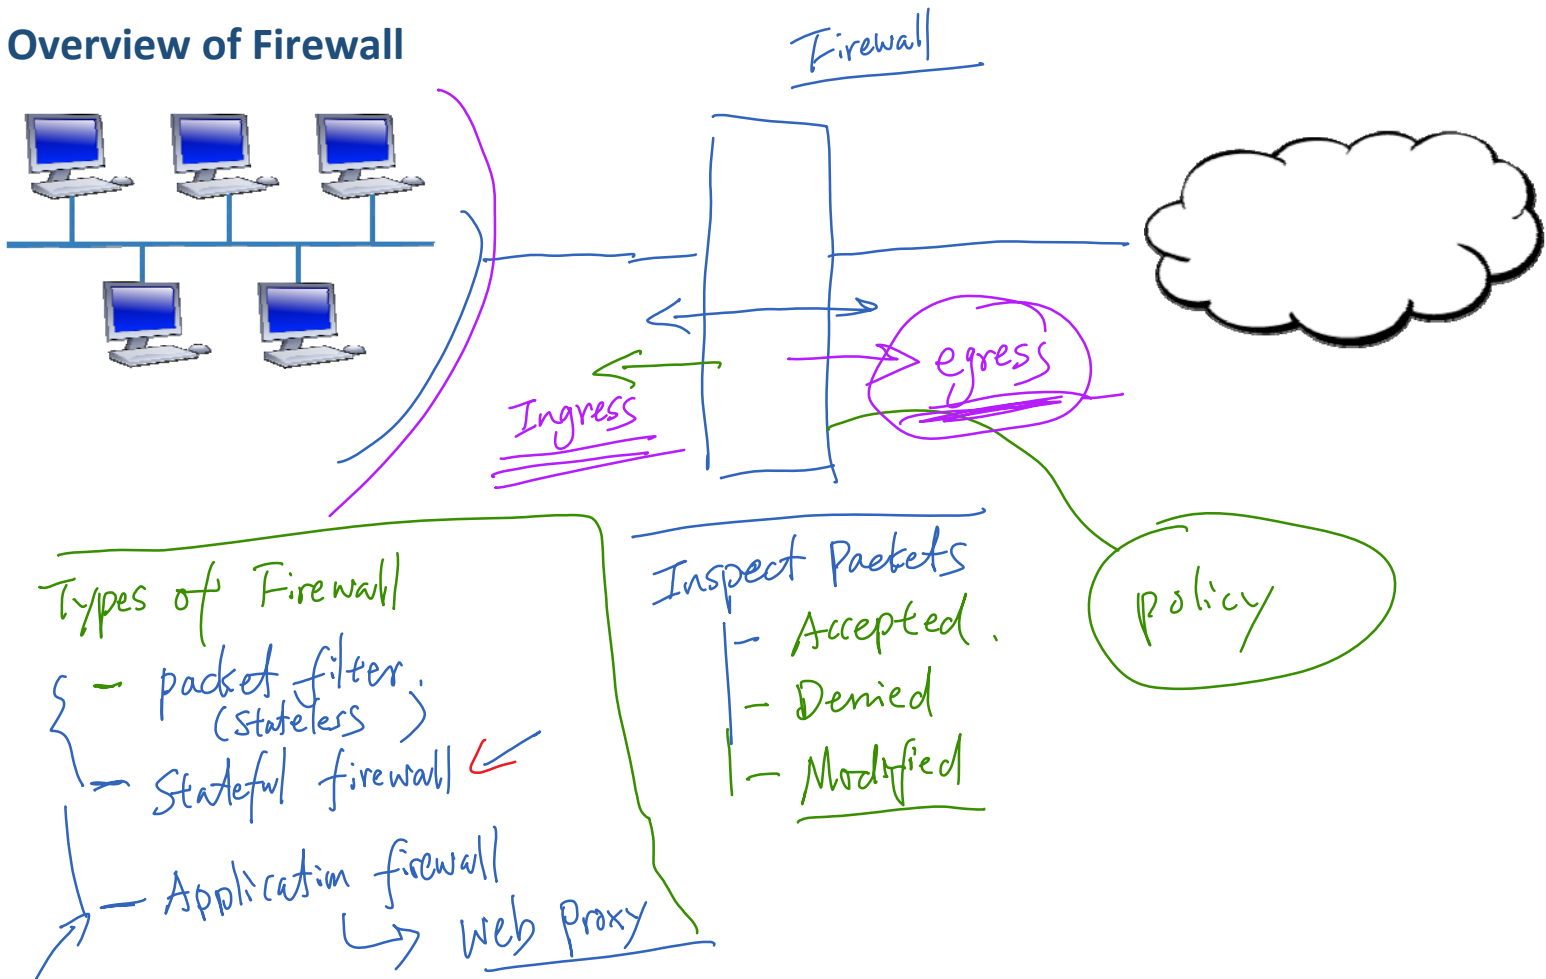 Overview of Firewall
Firewall
egress
Ingress
policy
Types of Firewall
- packet filter.
(stateless)
- Stateful firewall
- Application firewall
Web Proxy
Inspect Packets
- Accepted.
- Denied
- Modified